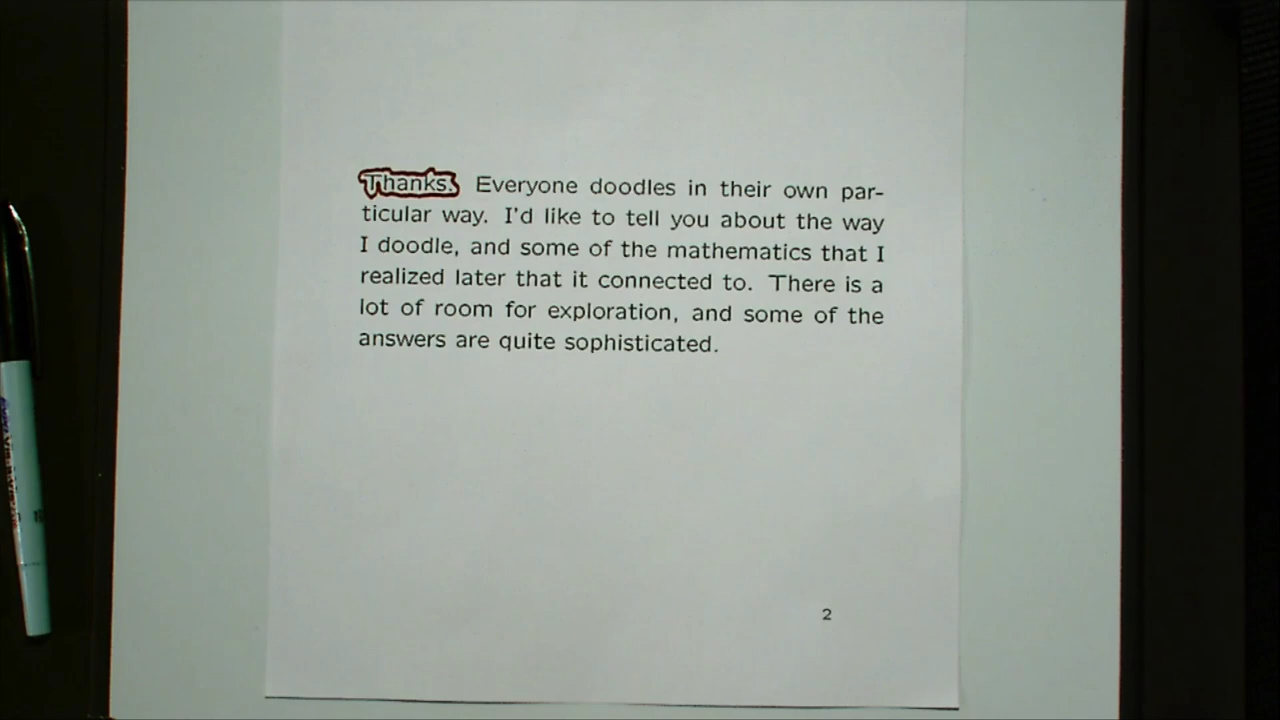 Thanks. Everyone doodles in their own par-
ticular way. I'd like to tell you about the way
I doodle, and some of the mathematics that I
realized later that it connected to. There is a
lot of room for exploration, and some of the
answers are quite sophisticated.
2